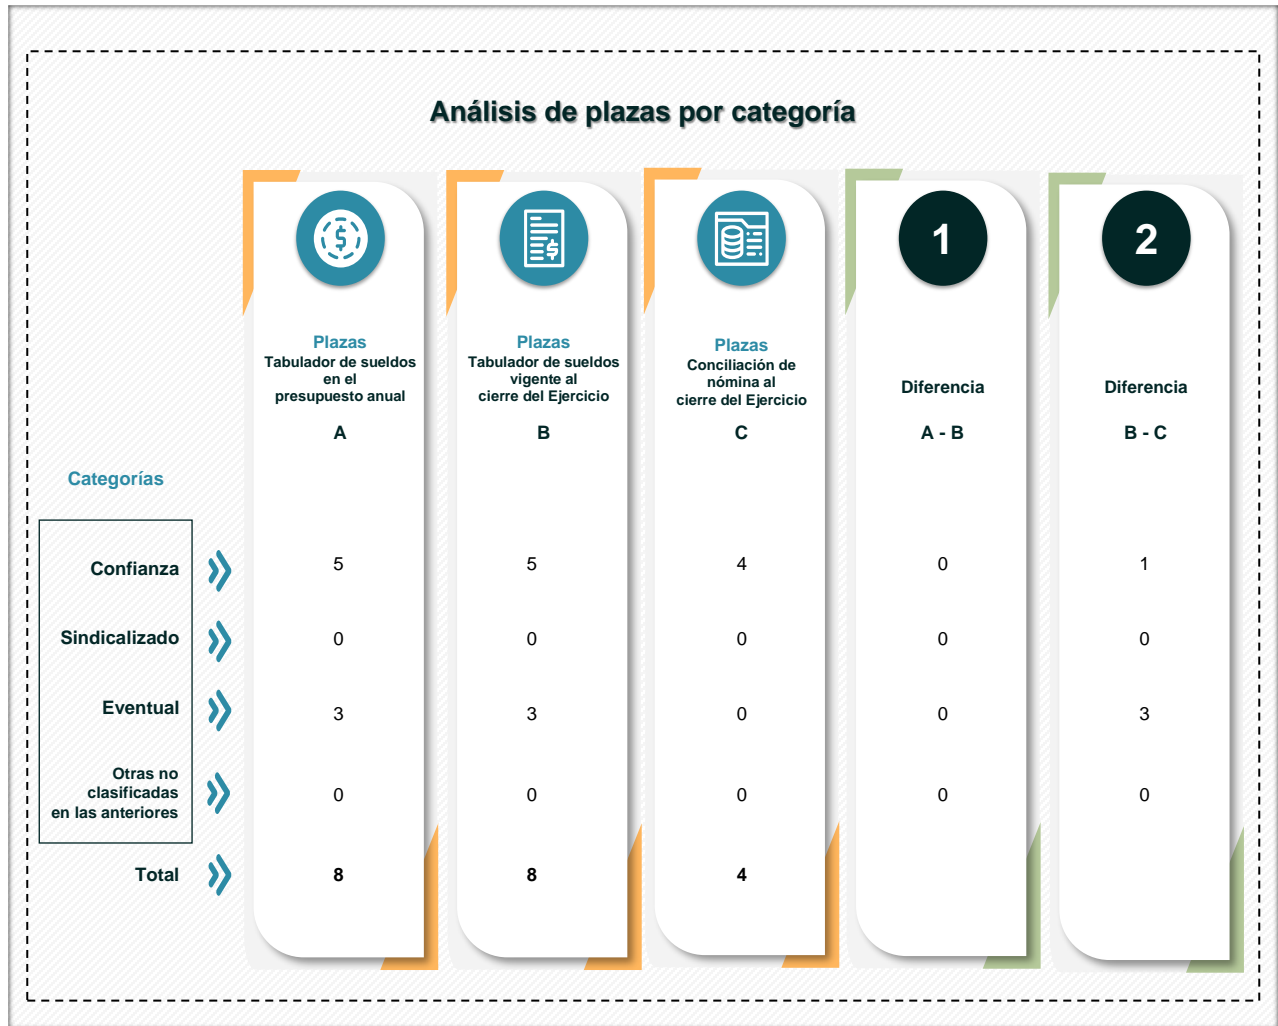 Análisis de plazas por categoría
1
2
Plazas
Tabulador de sueldos
en el
presupuesto anual
A
Plazas
Tabulador de sueldos
vigente al
cierre del Ejercicio
B
Plazas
Conciliación de
nómina al
cierre del Ejercicio
C
Diferencia
A - B
Diferencia
B - C
Categorías
Confianza 5 5 4 0 1
Sindicalizado 0 0 0 0 0
Eventual 3 3 0 0 3
Otras no
clasificadas
en las anteriores 0 0 0 0 0
Total 8 8 4